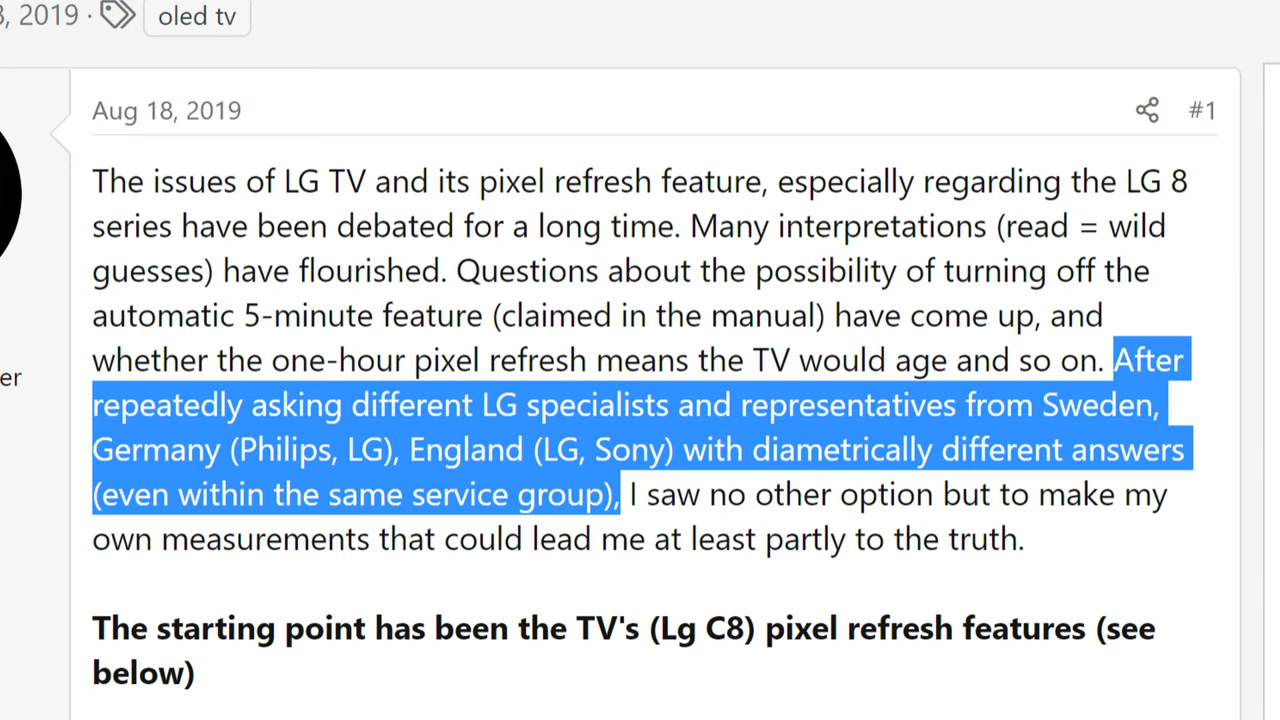 3, 2019 · oled tv
Aug 18, 2019 #1
The issues of LG TV and its pixel refresh feature, especially regarding the LG 8
series have been debated for a long time. Many interpretations (read = wild
guesses) have flourished. Questions about the possibility of turning off the
automatic 5-minute feature (claimed in the manual) have come up, and
whether the one-hour pixel refresh means the TV would age and so on. After
er
repeatedly asking different LG specialists and representatives from Sweden,
Germany (Philips, LG), England (LG, Sony) with diametrically different answers
(even within the same service group), I saw no other option but to make my
own measurements that could lead me at least partly to the truth.
The starting point has been the TV's (Lg C8) pixel refresh features (see
below)